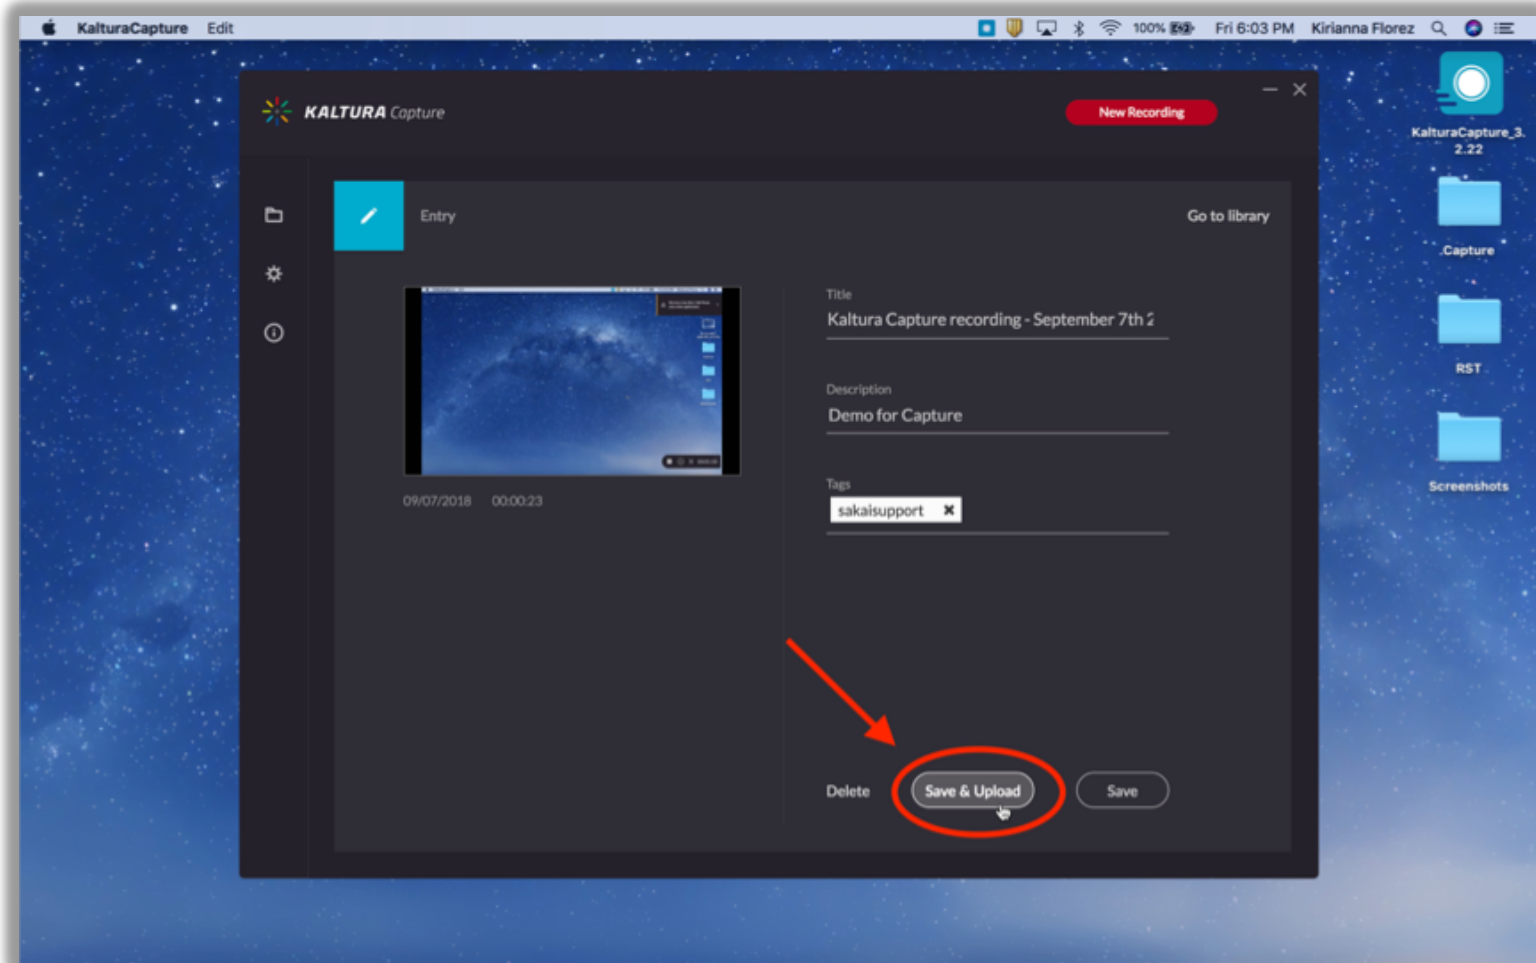 KalturaCapture Edit 100% Fri 6:03 PM Kirianna Florez
KALTURA Capture
New Recording
KalturaCapture_3.
2.22
Entry
Go to library
Capture
Title
Kaltura Capture recording - September 7th 2
Description
Demo for Capture
RST
Tags
sakaisupport
Screenshots
09/07/2018 00:00:23
Delete
Save & Upload
Save